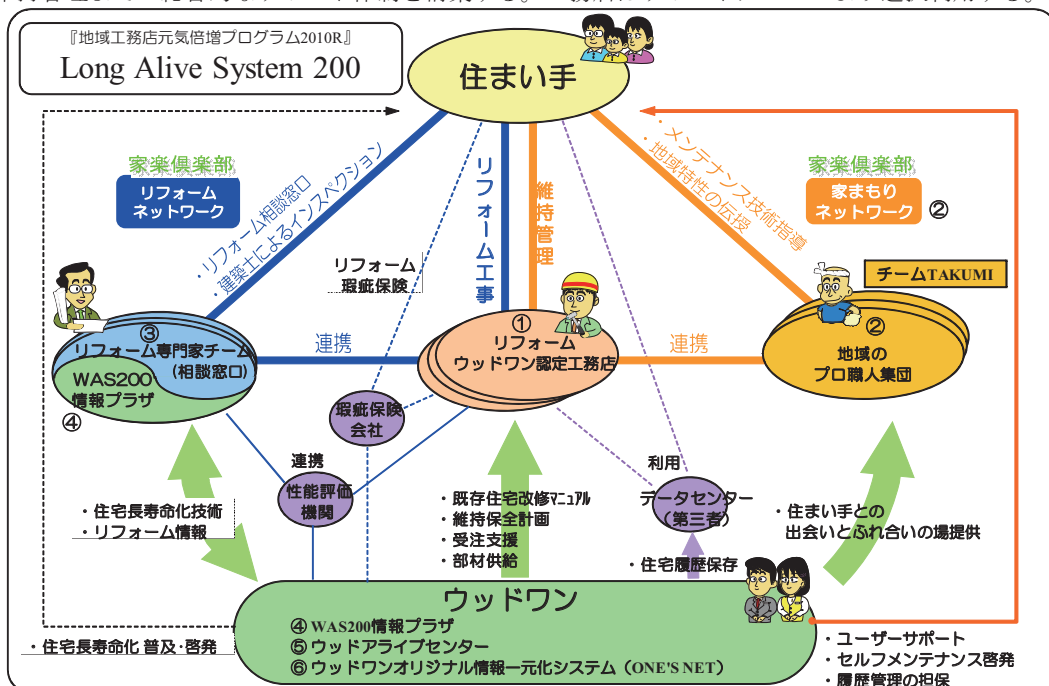 『地域工務店元気倍増プログラム2010R』
Long Alive System 200
住まい手
家楽倶楽部
リフォーム
ネットワーク
・リフォーム相談窓口
・建築士によるインスペクション
リフォーム
瑕疵保険
リフォーム工事
維持管理
・メンテナンス技術指導
・地域特性の伝授
家楽倶楽部
家まもり
ネットワーク
②
チームTAKUMI
③
リフォーム専門家チーム
(相談窓口)
WAS200
情報プラザ
④
連携
①
リフォーム
ウッドワン認定工務店
連携
②
地域の
プロ職人集団
瑕疵保険
会社
連携
性能評価
機関
利用
データセンター
(第三者)
・住宅長寿命化技術
・リフォーム情報
・既存住宅改修マニュアル
・維持保全計画
・受注支援
・部材供給
・住宅履歴保存
・住まい手との
出会いとふれ合いの場提供
ウッドワン
④ WAS200情報プラザ
⑤ ウッドアライブセンター
⑥ ウッドワンオリジナル情報一元化システム（ONE'S NET）
・住宅長寿命化 普及・啓発
・ユーザーサポート
・セルフメンテナンス啓発
・履歴管理の担保